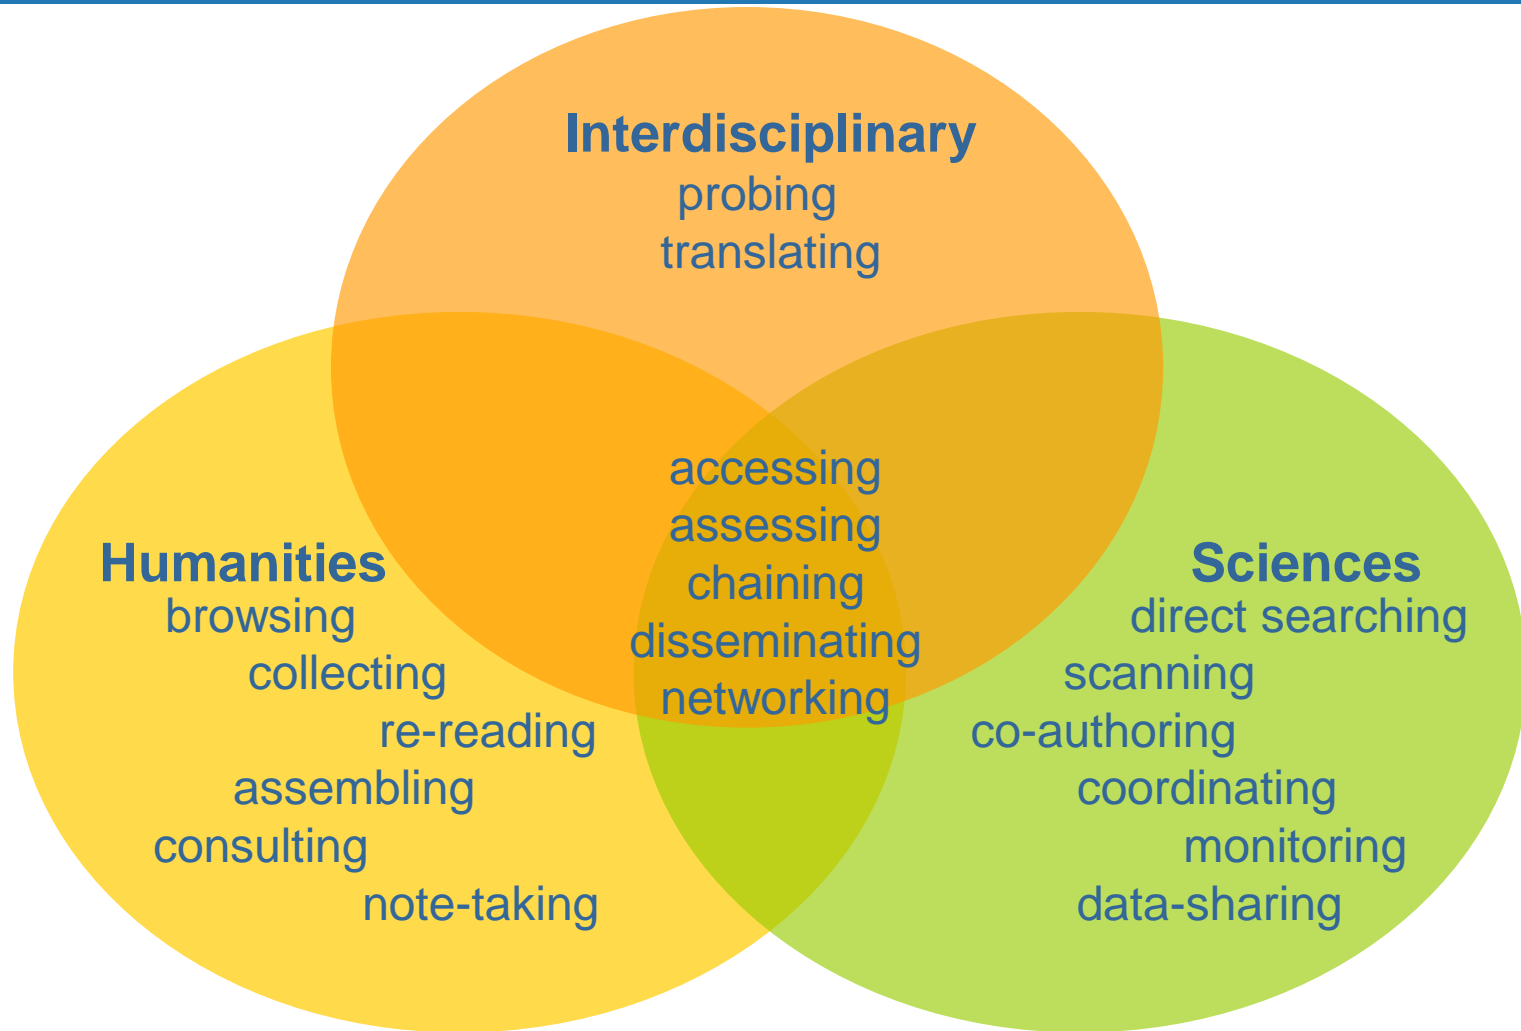 Interdisciplinary
probing
translating
accessing
assessing
chaining
disseminating
networking
Humanities
browsing
collecting
re-reading
assembling
consulting
note-taking
Sciences
direct searching
scanning
co-authoring
coordinating
monitoring
data-sharing